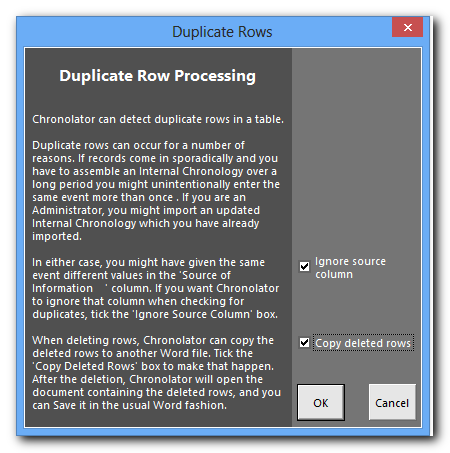 Duplicate Rows
Duplicate Row Processing
Chronolator can detect duplicate rows in a table.
Duplicate rows can occur for a number of
reasons. If records come in sporadically and you
have to assemble an Internal Chronology over a
long period you might unintentionally enter the
same event more than once . If you are an
Administrator, you might import an updated
Internal Chronology which you have already
imported.
In either case, you might have given the same
event different values in the 'Source of
Information    ' column. If you want Chronolator
to ignore that column when checking for
duplicates, tick the 'Ignore Source Column' box.
Ignore source
column
When deleting rows, Chronolator can copy the
deleted rows to another Word file. Tick the
'Copy Deleted Rows' box to make that happen.
After the deletion, Chronolator will open the
document containing the deleted rows, and you
can Save it in the usual Word fashion.
Copy deleted rows
OK
Cancel